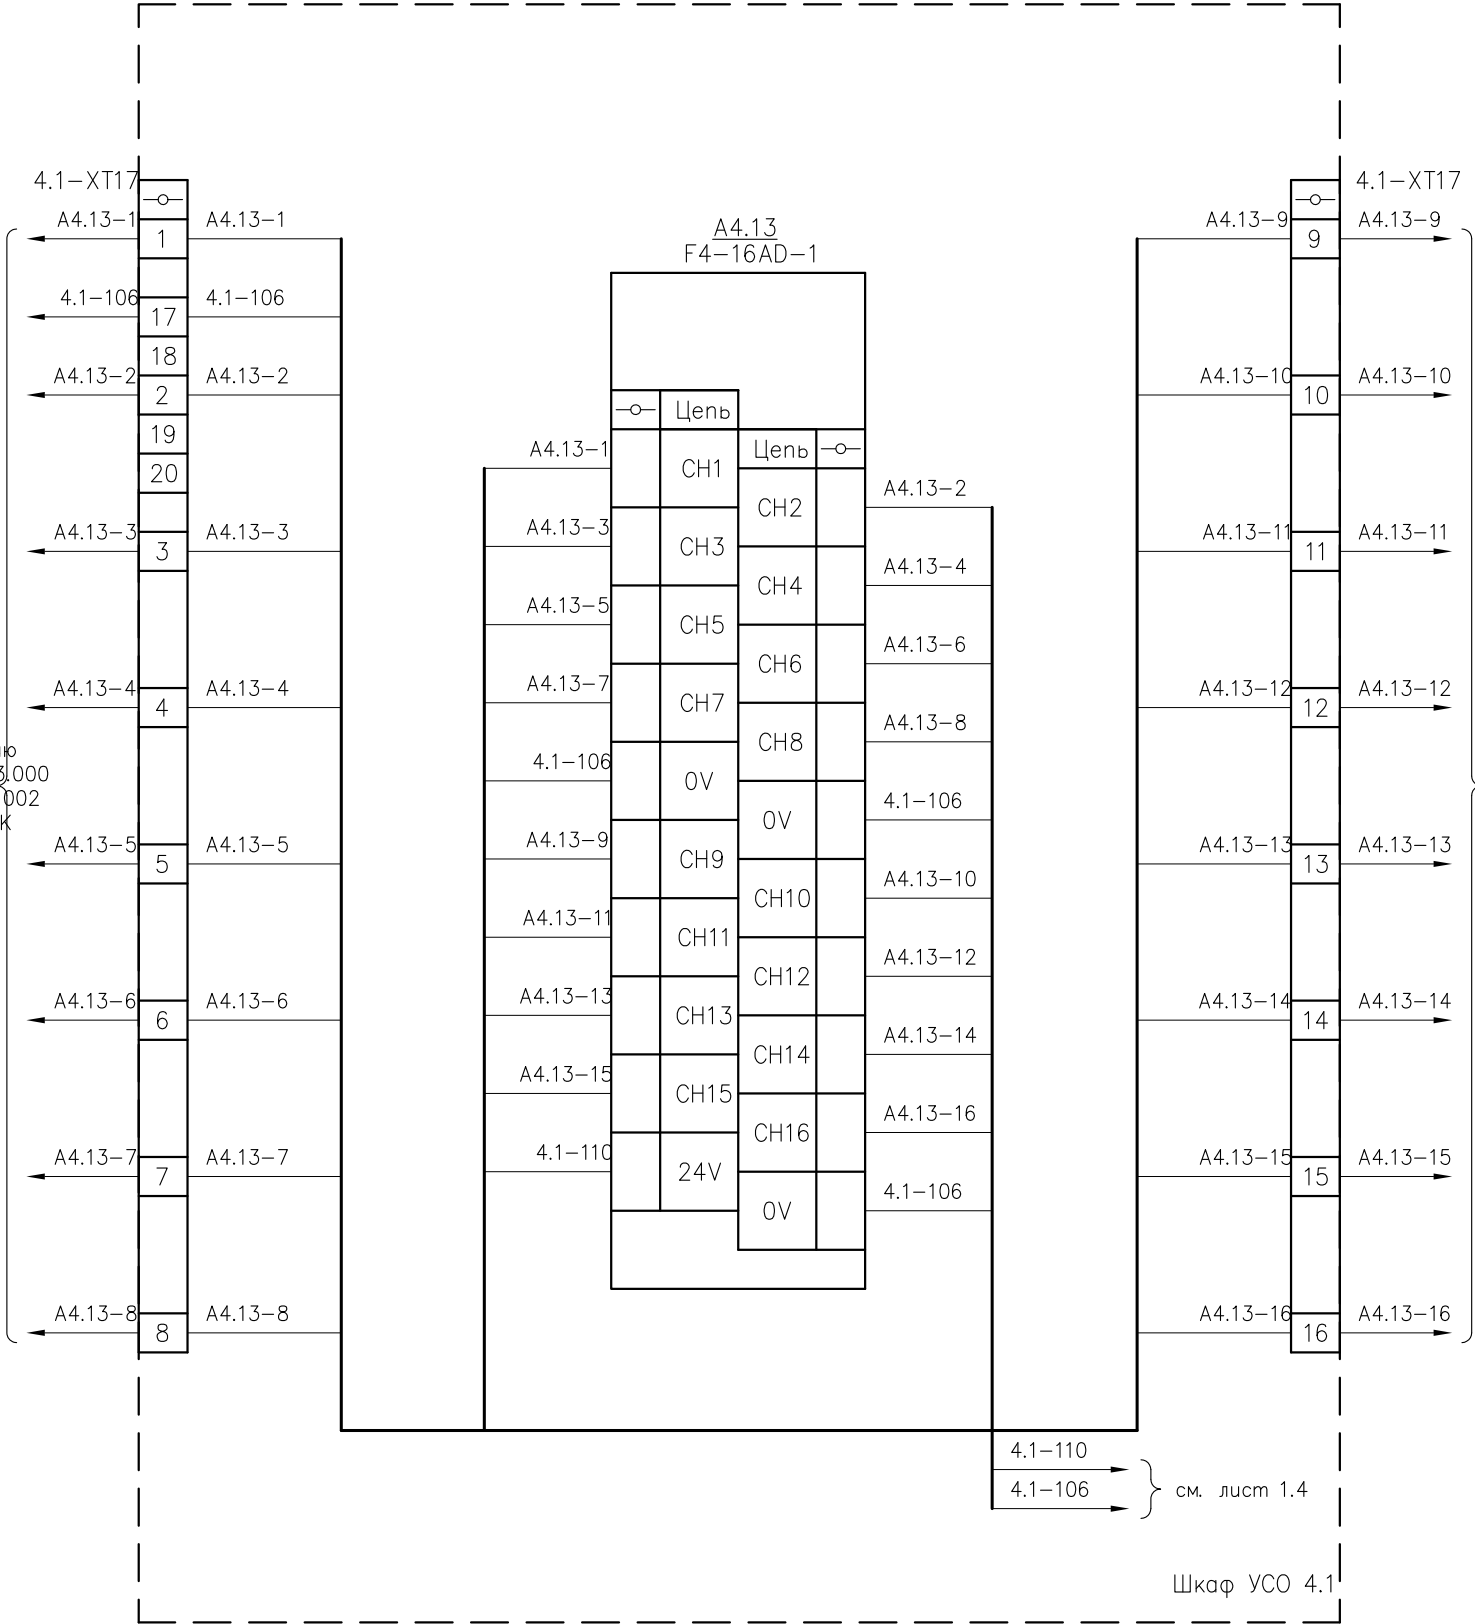 4.1-XT17
A4.13-1 1 A4.13-1
4.1-106 17 4.1-106
18
A4.13-2 2 A4.13-2
19
20
A4.13-3 3 A4.13-3
A4.13-4 4 A4.13-4
.000
002
A4.13-5 5 A4.13-5
A4.13-6 6 A4.13-6
A4.13-7 7 A4.13-7
A4.13-8 8 A4.13-8
A4.13
F4-16AD-1
Цепь
A4.13-1 CH1
A4.13-3 CH3
A4.13-5 CH5
A4.13-7 CH7
4.1-106 0V
A4.13-9 CH9
A4.13-11 CH11
A4.13-13 CH13
A4.13-15 CH15
4.1-110 24V
Цепь
CH2 A4.13-2
CH4 A4.13-4
CH6 A4.13-6
CH8 A4.13-8
0V 4.1-106
CH10 A4.13-10
CH12 A4.13-12
CH14 A4.13-14
CH16 A4.13-16
0V 4.1-106
4.1-XT17
A4.13-9 9 A4.13-9
A4.13-10 10 A4.13-10
A4.13-11 11 A4.13-11
A4.13-12 12 A4.13-12
A4.13-13 13 A4.13-13
A4.13-14 14 A4.13-14
A4.13-15 15 A4.13-15
A4.13-16 16 A4.13-16
4.1-110
4.1-106
см. лист 1.4
Шкаф УСО 4.1